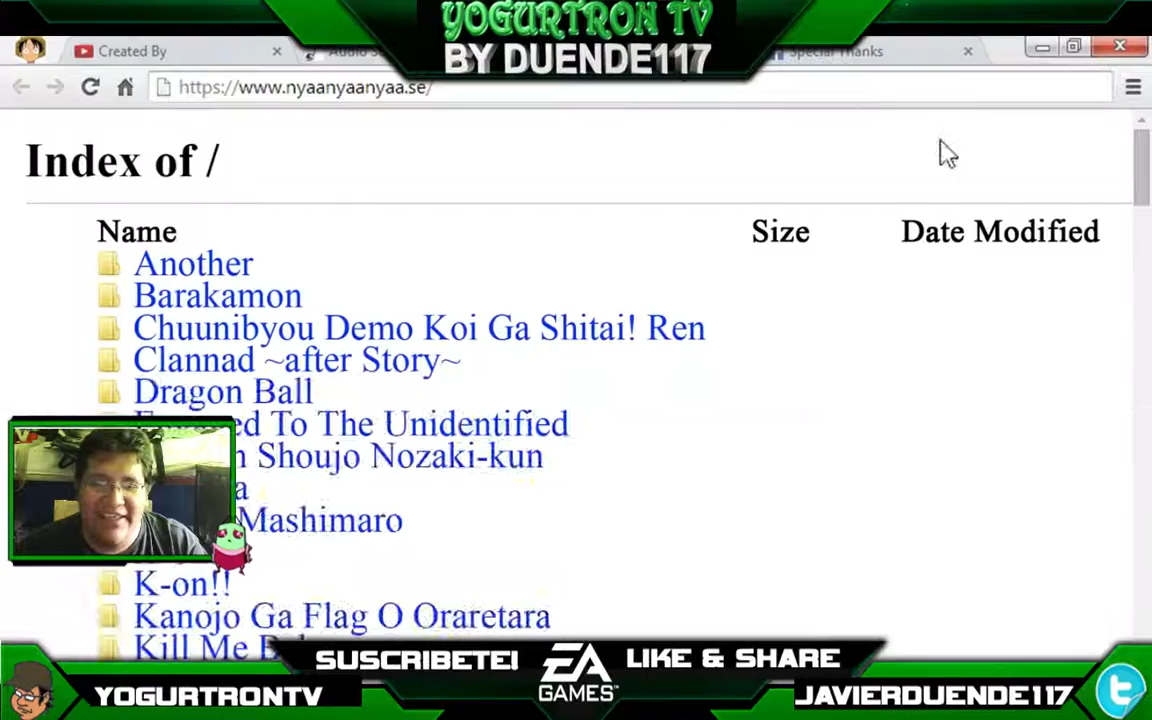 YOGURTRON TV
BY DUENDE117
Created By
Special Thanks
https://www.nyaanyaanyaa.se/
Index of /
Name Size Date Modified
Another
Barakamon
Chuunibyou Demo Koi Ga Shitai! Ren
Clannad ~after Story~
Dragon Ball
To The Unidentified
Shoujo Nozaki-kun
Mashimaro
K-on!!
Kanojo Ga Flag O Oraretara
Kill Me
SUSCRIBETE! EA GAMES LIKE & SHARE
YOGURTRONTV JAVIERDUENDE117